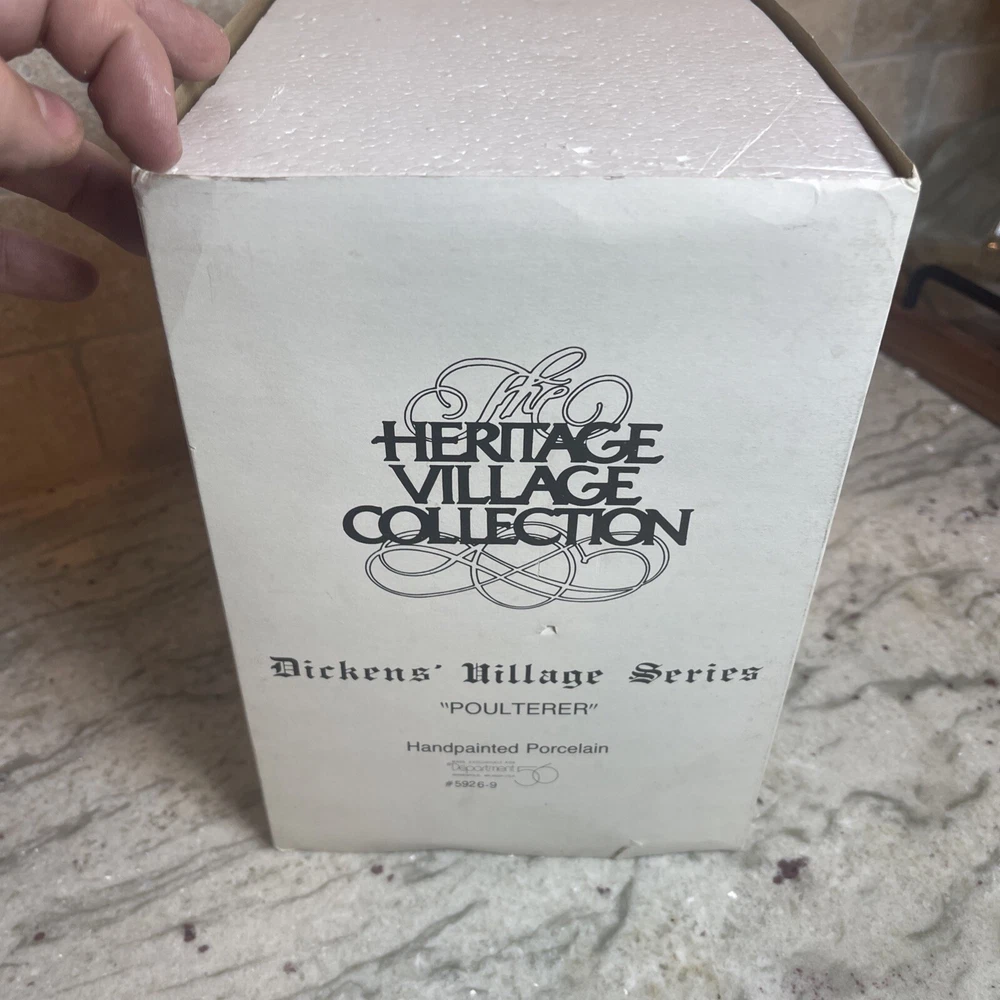 The
HERITAGE
VILLAGE
COLLECTION
Dickens' Village Series
"POULTERER"
Handpainted Porcelain
Department 56
#5926-9